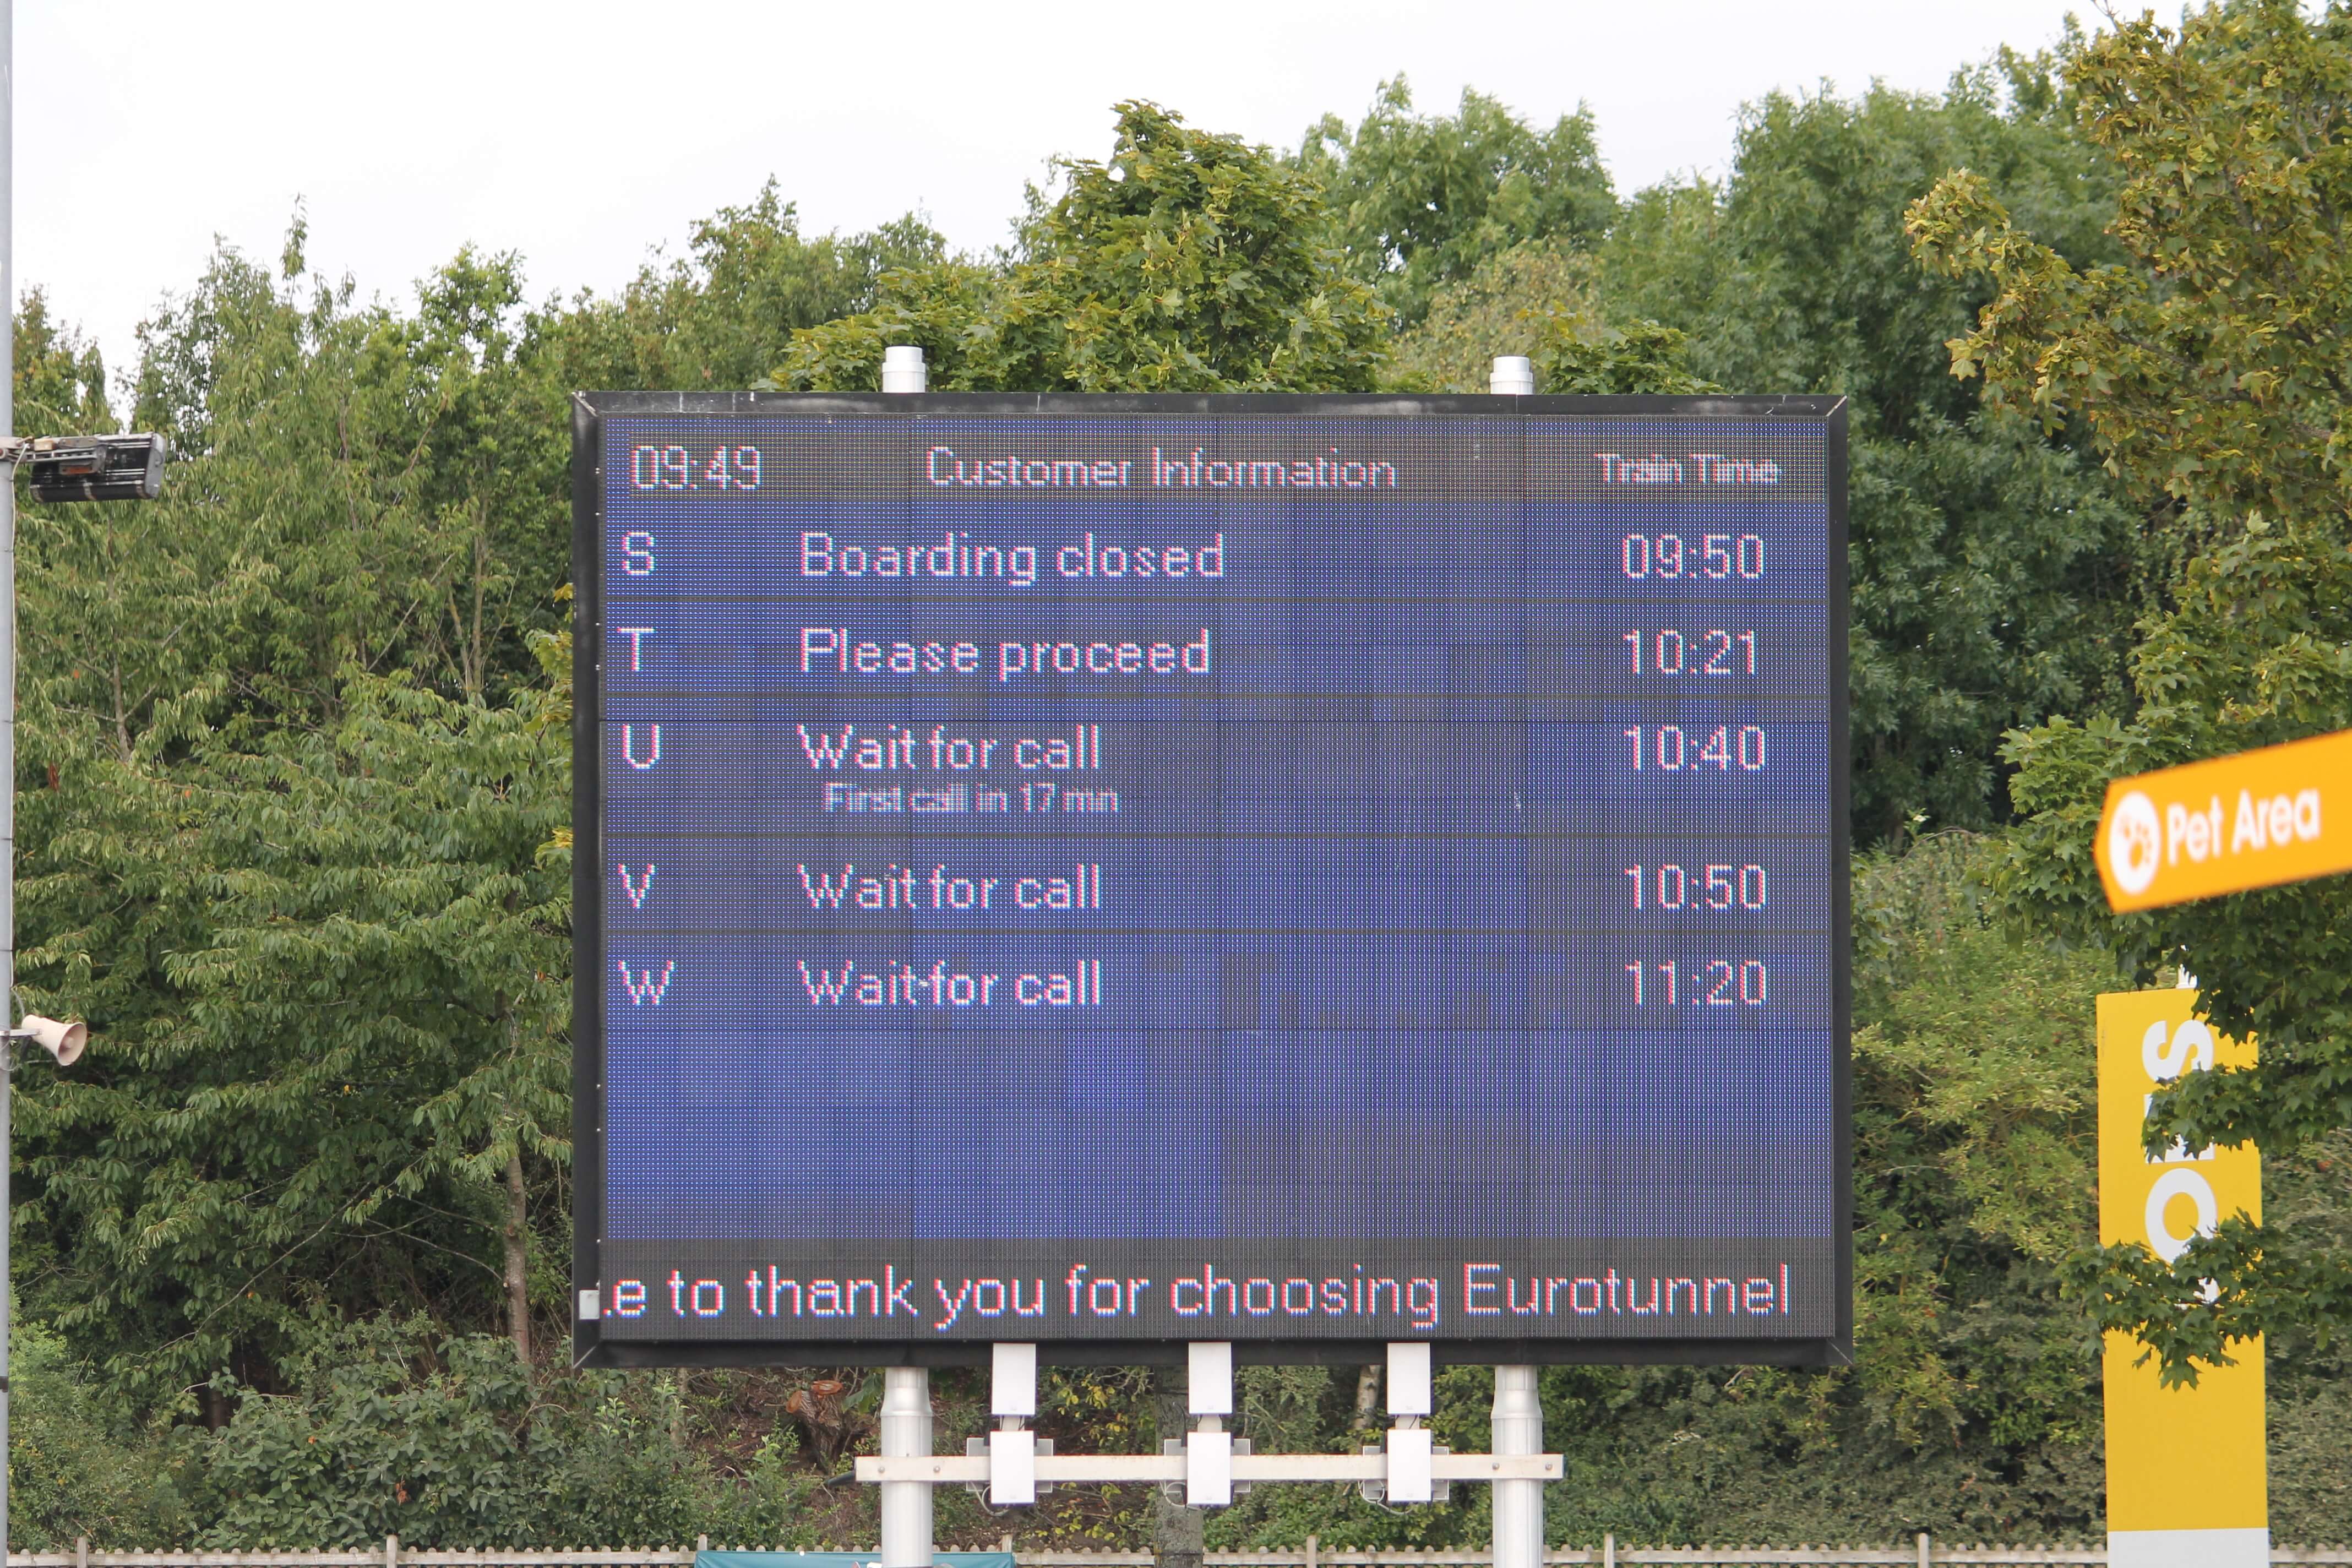 09:49 Customer Information Train Time
S Boarding closed 09:50
T Please proceed 10:21
U Wait for call 10:40
First call in 17 mn
V Wait for call 10:50
W Wait for call 11:20
.e to thank you for choosing Eurotunnel
Pet Area